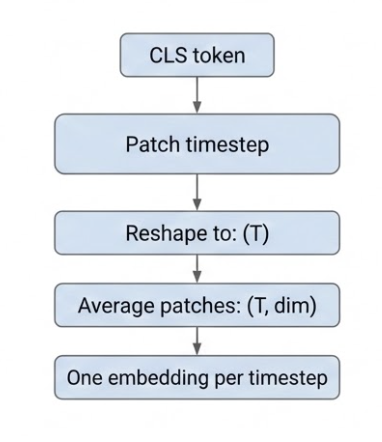 CLS token
Patch timestep
Reshape to: (T)
Average patches: (T, dim)
One embedding per timestep